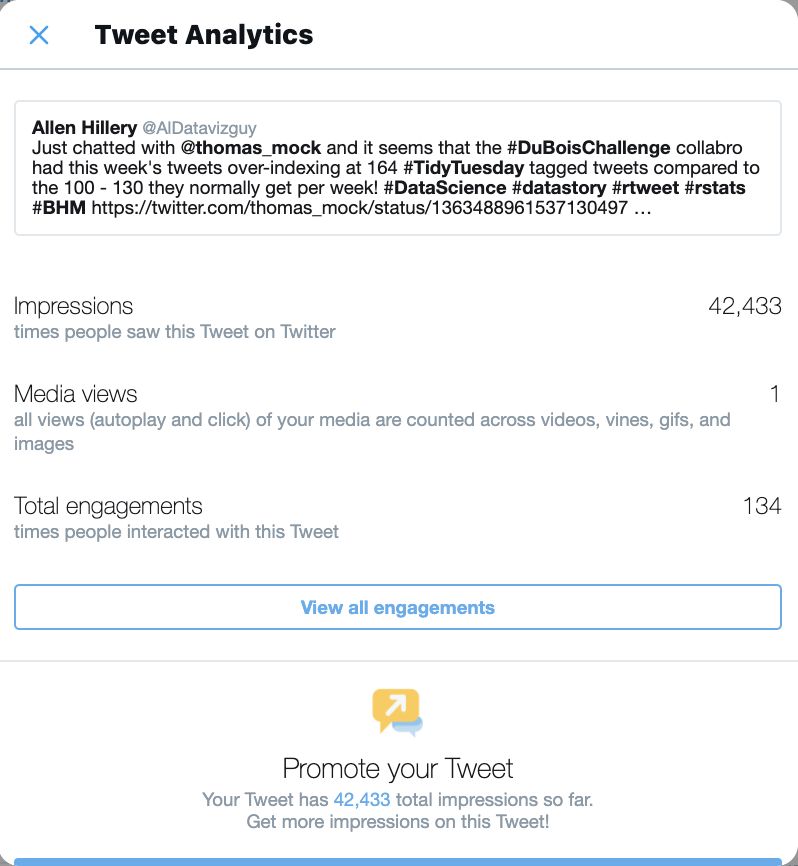 Tweet Analytics
Allen Hillery @AlDatavizguy
Just chatted with @thomas_mock and it seems that the #DuBoisChallenge collabro
had this week's tweets over-indexing at 164 #TidyTuesday tagged tweets compared to
the 100 - 130 they normally get per week! #DataScience #datastory #rtweet #rstats
#BHM https://twitter.com/thomas_mock/status/1363488961537130497 …
Impressions 42,433
times people saw this Tweet on Twitter
Media views 1
all views (autoplay and click) of your media are counted across videos, vines, gifs, and
images
Total engagements 134
times people interacted with this Tweet
View all engagements
Promote your Tweet
Your Tweet has 42,433 total impressions so far.
Get more impressions on this Tweet!